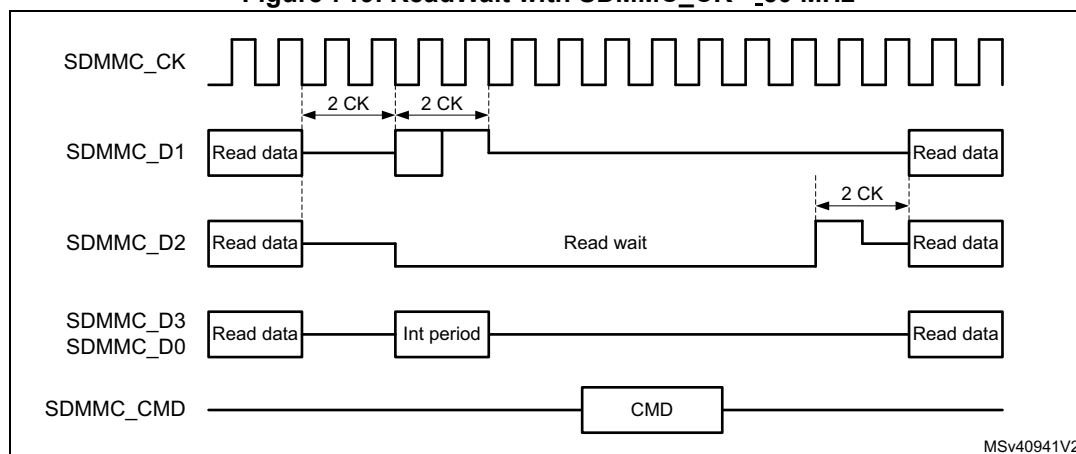 SDMMC_CK
2 CK 2 CK
SDMMC_D1 Read data Read data
2 CK
SDMMC_D2 Read data Read wait Read data
SDMMC_D3
SDMMC_D0
Read data Int period Read data
SDMMC_CMD CMD
MSv40941V2